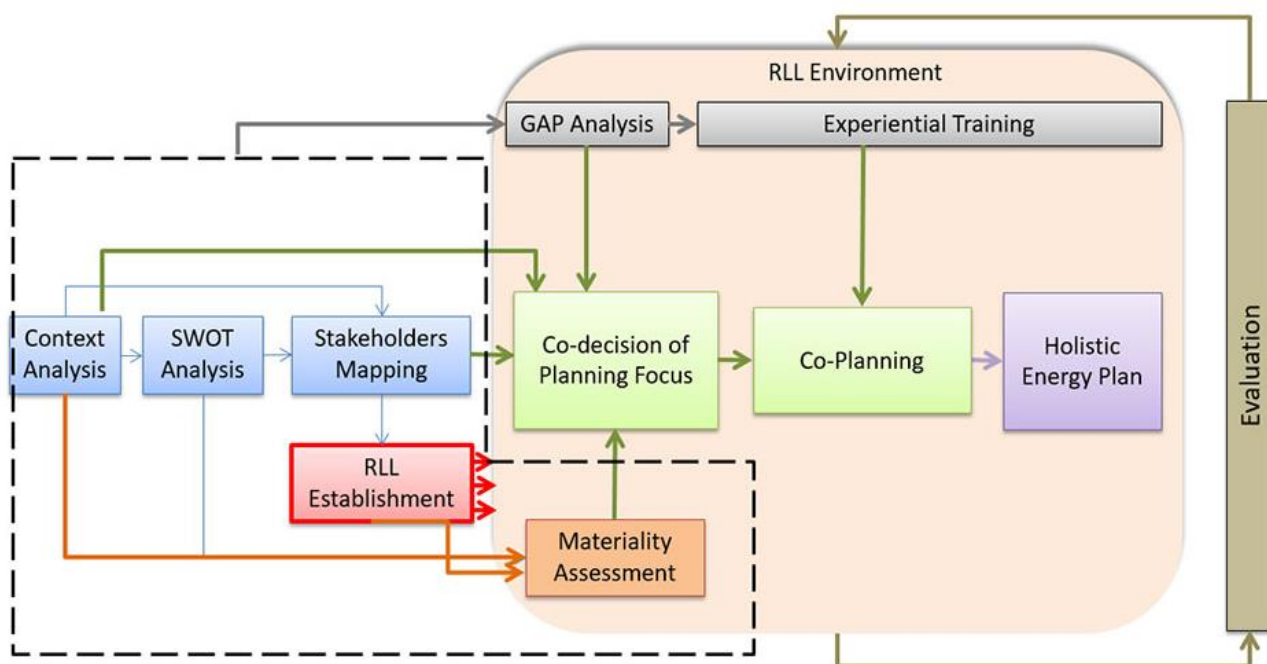 RLL Environment
GAP Analysis
Experiential Training
Context
Analysis
SWOT
Analysis
Stakeholders
Mapping
Co-decision of
Planning Focus
Co-Planning
Holistic
Energy Plan
RLL
Establishment
Materiality
Assessment
Evaluation